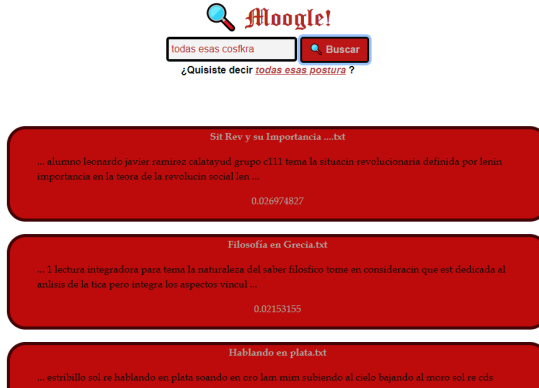 Moogle!
todas esas cosfkra
Buscar
¿Quisiste decir todas esas postura ?
Sit Rev y su Importancia ....txt
... alumno leonardo javier ramirez calatayud grupo c111 tema la situacin revolucionaria definida por lenin
importancia en la teora de la revolucin social len ...
0.026974827
Filosofía en Grecia.txt
... 1 lectura integradora para tema la naturaleza del saber filosfico tome en consideracin que est dedicada al
anlisis de la tica pero integra los aspectos vincul ...
0.02153155
Hablando en plata.txt
... estribillo sol re hablando en plata soando en oro lam mim subiendo al cielo bajando al moro sol re cds